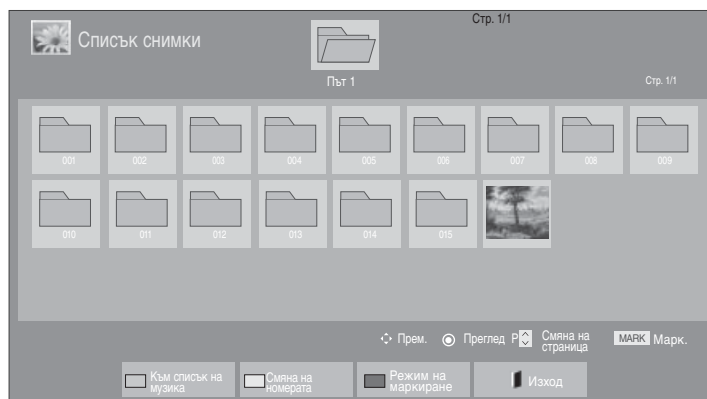 Стр. 1/1
Списък снимки
Път 1
Стр. 1/1
001 002 003 004 005 006 007 008 009
010 011 012 013 014 015
Прем. Преглед P Смяна на страница MARK Марк.
Към списък на музика
Смяна на номерата
Режим на маркиране
Изход